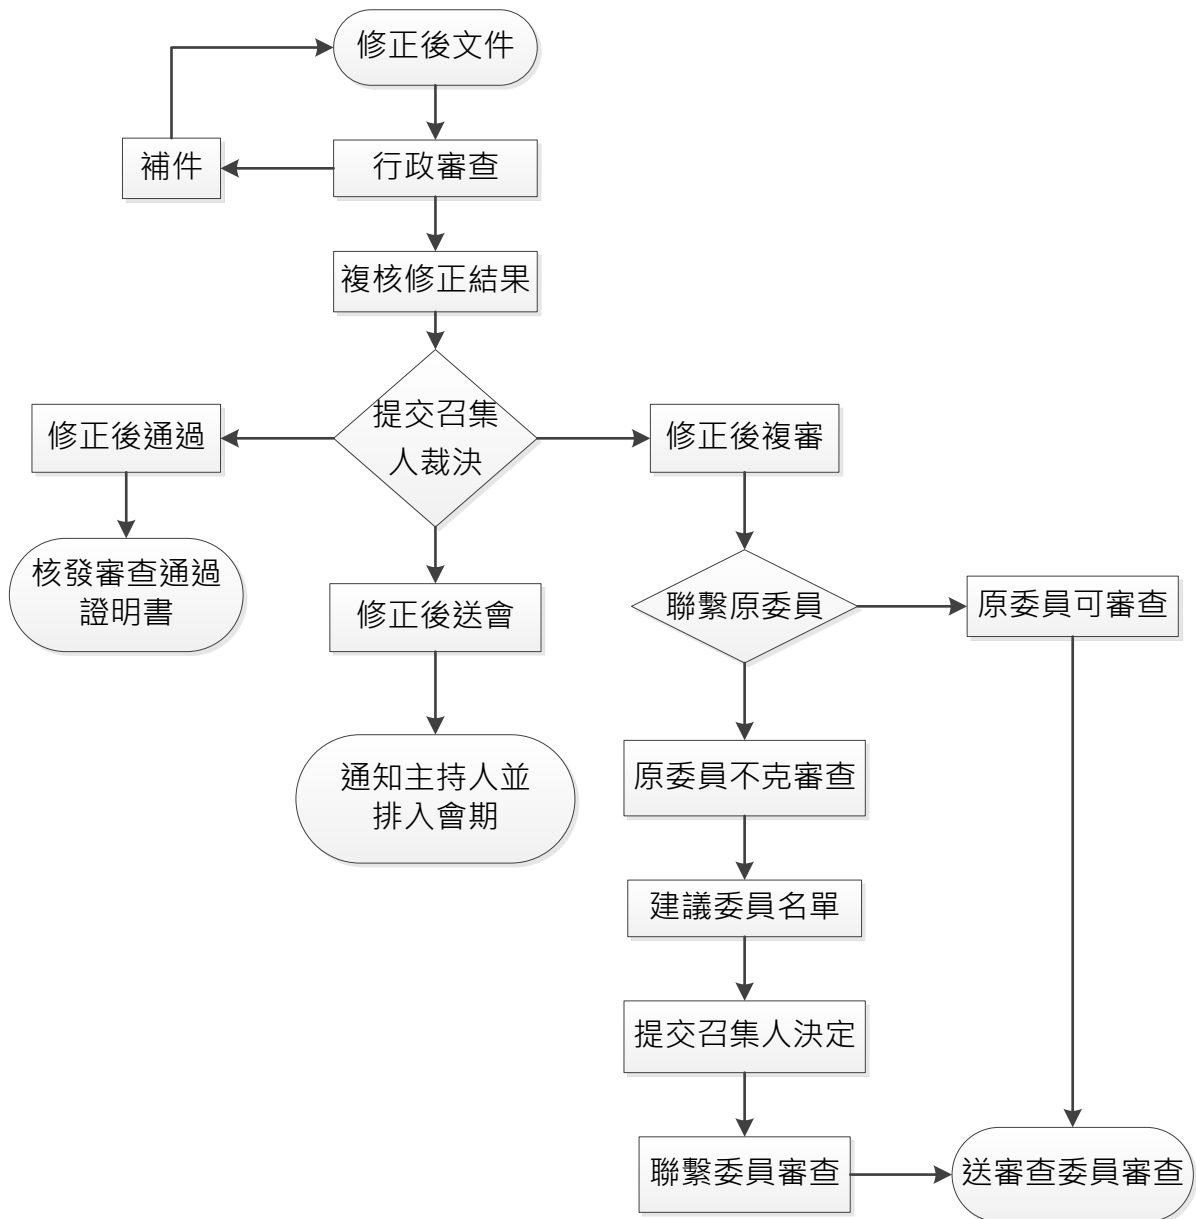 修正後文件
補件
行政審查
複核修正結果
提交召集
人裁決
修正後通過
修正後複審
核發審查通過
證明書
修正後送會
聯繫原委員
原委員可審查
通知主持人並
排入會期
原委員不克審查
建議委員名單
提交召集人決定
聯繫委員審查
送審查委員審查